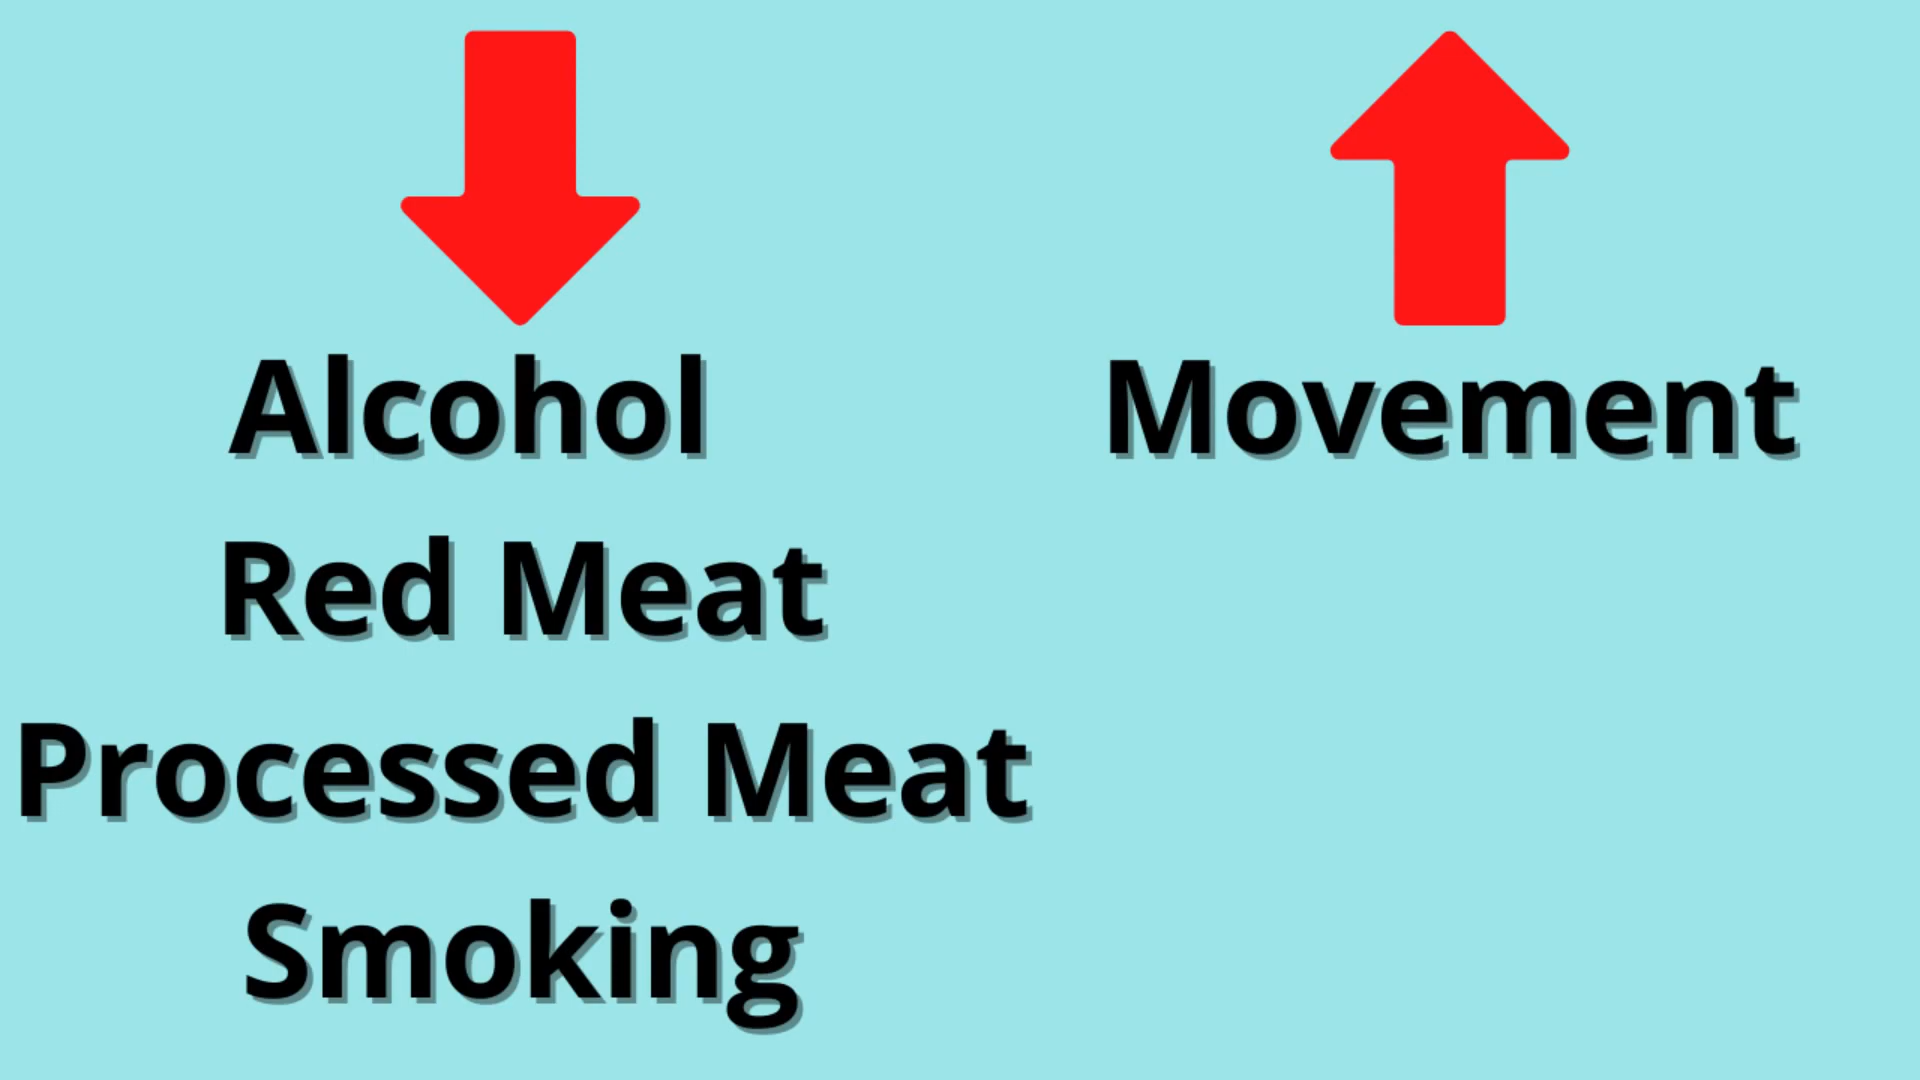 Alcohol
Red Meat
Processed Meat
Smoking
Movement